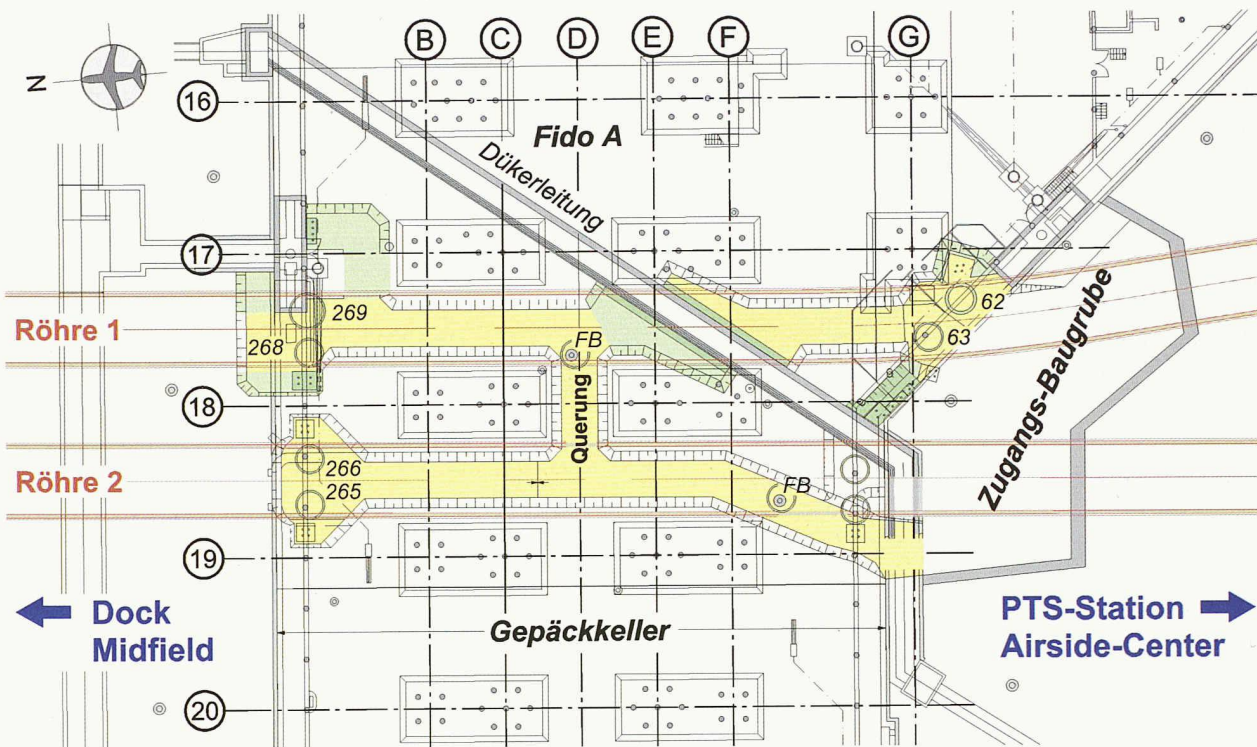 B C D E F G
N
16
Fido A
Dükerleitung
17
269
62
Röhre 1
268
FB
63
18
Querung
Zugangs-Baugrube
266
Röhre 2
265
FB
19
Dock
Midfield
Gepäckkeller
PTS-Station
Airside-Center
20